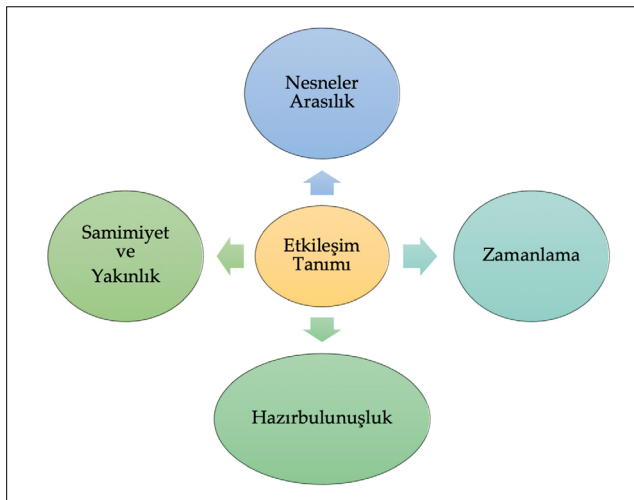 Nesneler
Arasılık
Samimiyet
ve
Yakınlık
Etkileşim
Tanımı
Zamanlama
Hazırbulunuşluk